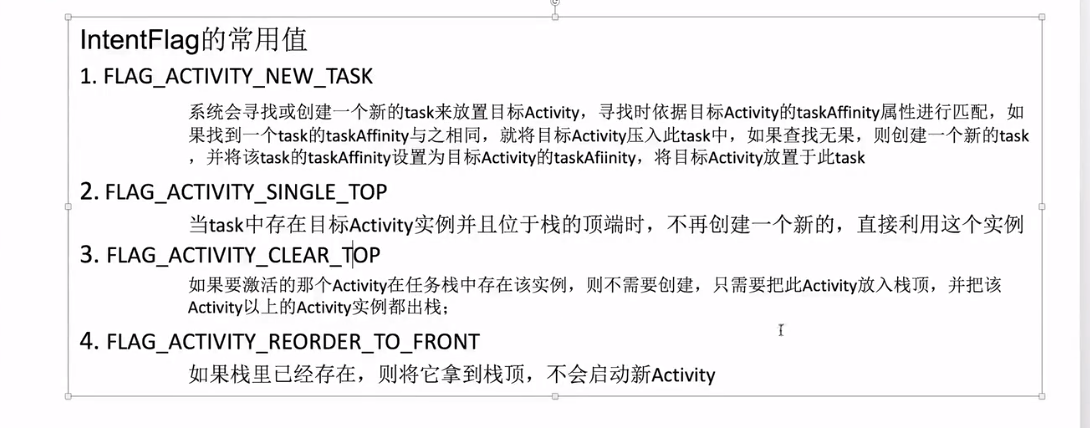 IntentFlag的常用值
1. FLAG_ACTIVITY_NEW_TASK
系统会寻找或创建一个新的task来放置目标Activity，寻找时依据目标Activity的taskAffinity属性进行匹配，如
果找到一个task的taskAffinity与之相同，就将目标Activity压入此task中，如果查找无果，则创建一个新的task
，并将该task的taskAffinity设置为目标Activity的taskAfiinity，将目标Activity放置于此task
2. FLAG_ACTIVITY_SINGLE_TOP
当task中存在目标Activity实例并且位于栈的顶端时，不再创建一个新的，直接利用这个实例
3. FLAG_ACTIVITY_CLEAR_TOP
如果要激活的那个Activity在任务栈中存在该实例，则不需要创建，只需要把此Activity放入栈顶，并把该
Activity以上的Activity实例都出栈；
4. FLAG_ACTIVITY_REORDER_TO_FRONT
如果栈里已经存在，则将它拿到栈顶，不会启动新Activity